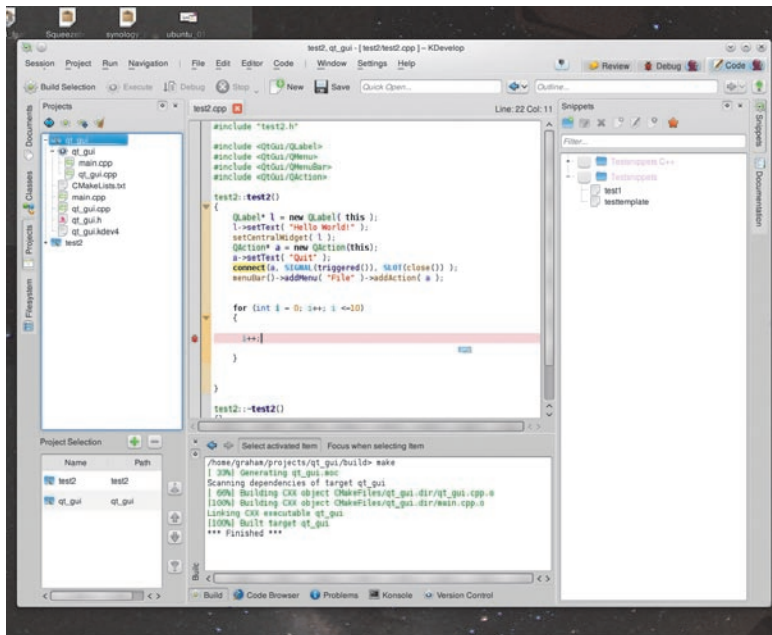 Squeeze
synology
ubuntu_01
test2, qt_gui - [ test2/test2.cpp ] – KDevelop
Session Project Run Navigation File Edit Editor Code Window Settings Help
Review Debug Code
Build Selection Execute Debug Stop New Save Quick Open... Outline...
Projects
test2.cpp
Line: 22 Col: 11
Snippets
Documents
Classes
Projects
Filesystem
Snippets
Documentation
qt_gui
qt_gui
main.cpp
qt_gui.cpp
CMakeLists.txt
main.cpp
qt_gui.cpp
qt_gui.h
qt_gui.kdev4
test2
#include "test2.h"
#include <QtGui/QLabel>
#include <QtGui/QMenu>
#include <QtGui/QMenuBar>
#include <QtGui/QAction>
test2::test2()
{
QLabel* l = new QLabel( this );
l->setText( "Hello World!" );
setCentralWidget( l );
QAction* a = new QAction(this);
a->setText( "Quit" );
connect(a, SIGNAL(triggered()), SLOT(close()) );
menuBar()->addMenu( "File" )->addAction( a );
for (int i = 0; i++; i <=10)
{
i++;
}
}
test2::~test2()
{}
Filter...
Testsnippets C++
Testsnippets
test1
testtemplate
Project Selection
Name Path
test2 test2
qt_gui qt_gui
Select activated Item Focus when selecting Item
/home/graham/projects/qt_gui/build> make
[ 33%] Generating qt_gui.moc
Scanning dependencies of target qt_gui
[ 66%] Building CXX object CMakeFiles/qt_gui.dir/qt_gui.cpp.o
[100%] Building CXX object CMakeFiles/qt_gui.dir/main.cpp.o
Linking CXX executable qt_gui
[100%] Built target qt_gui
*** Finished ***
Build
Build Code Browser Problems Konsole Version Control